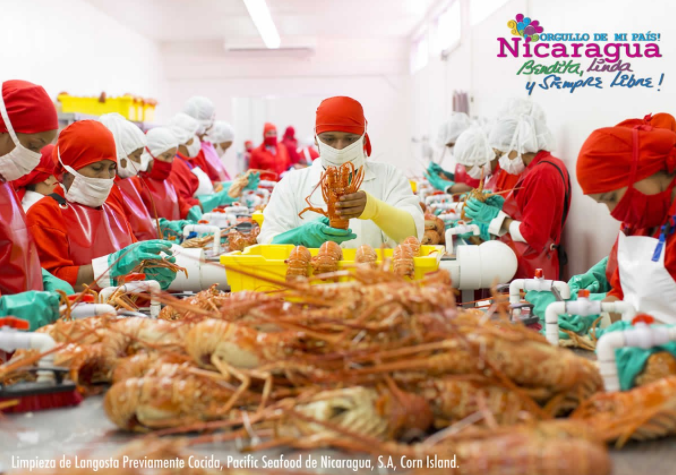 ORGULLO DE MI PAÍS!
Nicaragua
Bendita, Linda
y Siempre Libre!
Limpieza de Langosta Previamente Cocida, Pacific Seafood de Nicaragua, S.A, Corn Island.